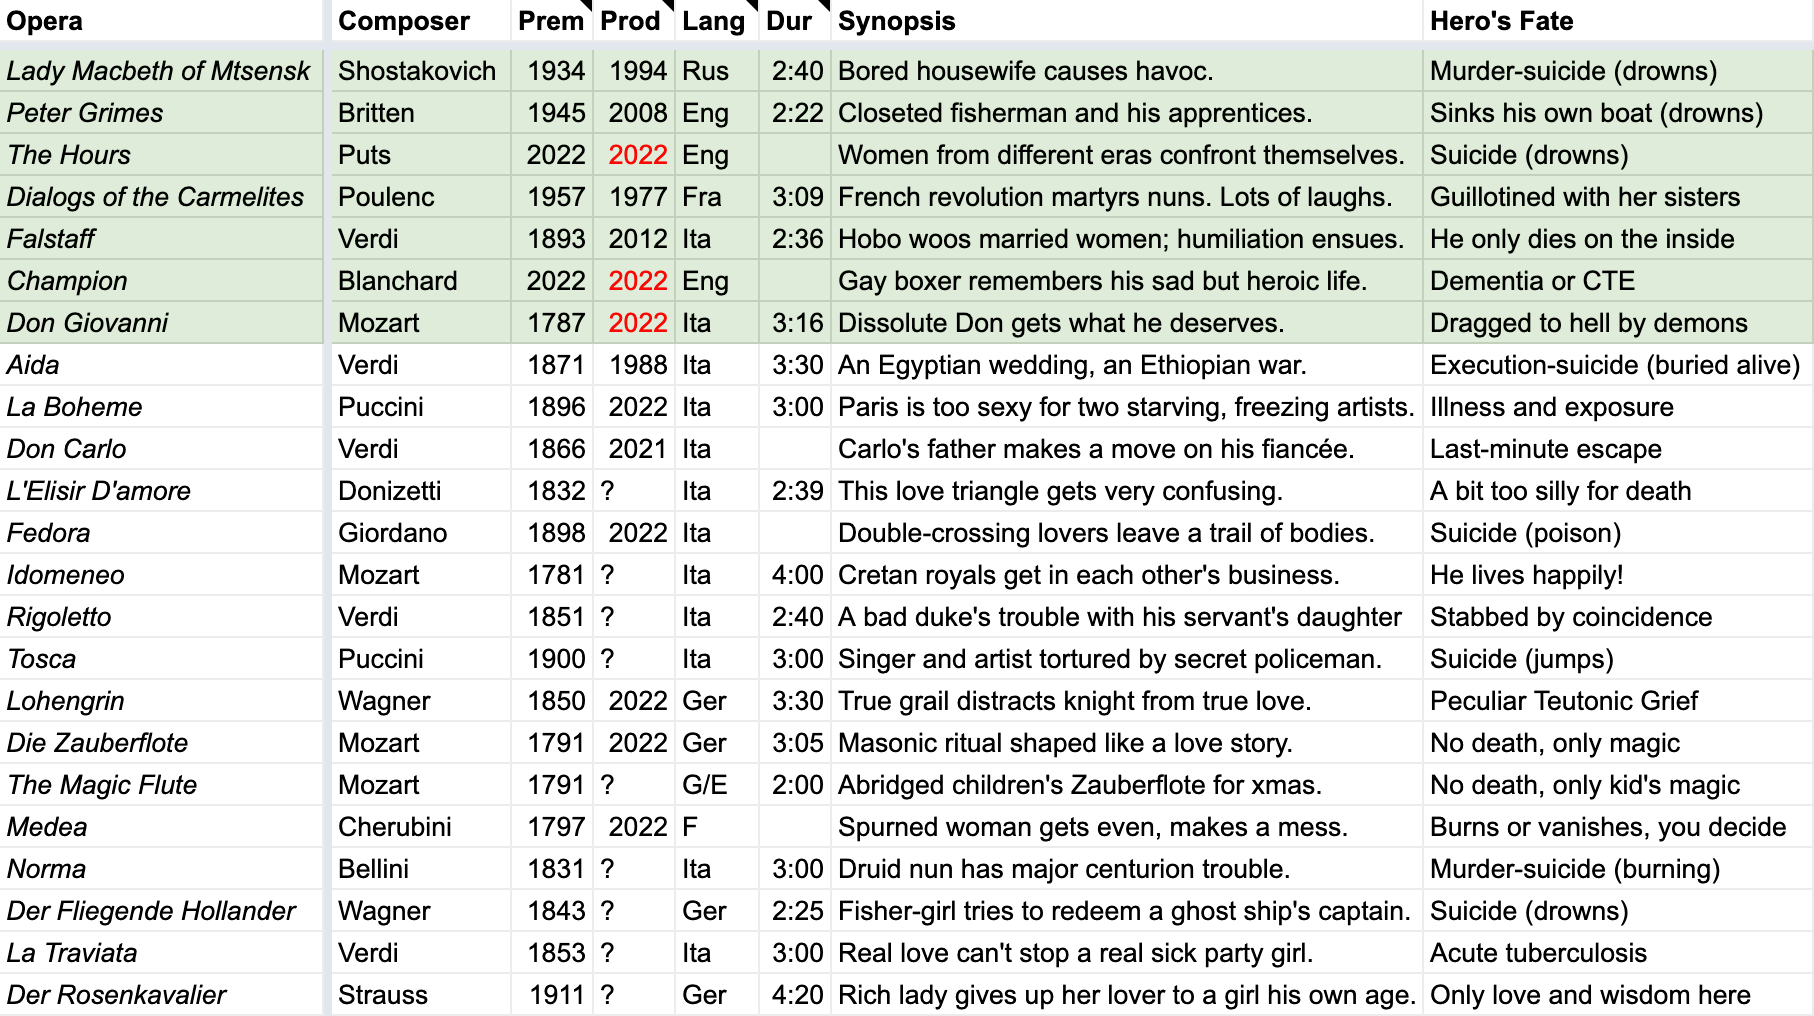 Opera Composer Prem Prod Lang Dur Synopsis Hero's Fate
Lady Macbeth of Mtsensk Shostakovich 1934 1994 Rus 2:40 Bored housewife causes havoc. Murder-suicide (drowns)
Peter Grimes Britten 1945 2008 Eng 2:22 Closeted fisherman and his apprentices. Sinks his own boat (drowns)
The Hours Puts 2022 2022 Eng Women from different eras confront themselves. Suicide (drowns)
Dialogs of the Carmelites Poulenc 1957 1977 Fra 3:09 French revolution martyrs nuns. Lots of laughs. Guillotined with her sisters
Falstaff Verdi 1893 2012 Ita 2:36 Hobo woos married women; humiliation ensues. He only dies on the inside
Champion Blanchard 2022 2022 Eng Gay boxer remembers his sad but heroic life. Dementia or CTE
Don Giovanni Mozart 1787 2022 Ita 3:16 Dissolute Don gets what he deserves. Dragged to hell by demons
Aida Verdi 1871 1988 Ita 3:30 An Egyptian wedding, an Ethiopian war. Execution-suicide (buried alive)
La Boheme Puccini 1896 2022 Ita 3:00 Paris is too sexy for two starving, freezing artists. Illness and exposure
Don Carlo Verdi 1866 2021 Ita Carlo's father makes a move on his fiancée. Last-minute escape
L'Elisir D'amore Donizetti 1832 ? Ita 2:39 This love triangle gets very confusing. A bit too silly for death
Fedora Giordano 1898 2022 Ita Double-crossing lovers leave a trail of bodies. Suicide (poison)
Idomeneo Mozart 1781 ? Ita 4:00 Cretan royals get in each other's business. He lives happily!
Rigoletto Verdi 1851 ? Ita 2:40 A bad duke's trouble with his servant's daughter Stabbed by coincidence
Tosca Puccini 1900 ? Ita 3:00 Singer and artist tortured by secret policeman. Suicide (jumps)
Lohengrin Wagner 1850 2022 Ger 3:30 True grail distracts knight from true love. Peculiar Teutonic Grief
Die Zauberflote Mozart 1791 2022 Ger 3:05 Masonic ritual shaped like a love story. No death, only magic
The Magic Flute Mozart 1791 ? G/E 2:00 Abridged children's Zauberflote for xmas. No death, only kid's magic
Medea Cherubini 1797 2022 F Spurned woman gets even, makes a mess. Burns or vanishes, you decide
Norma Bellini 1831 ? Ita 3:00 Druid nun has major centurion trouble. Murder-suicide (burning)
Der Fliegende Hollander Wagner 1843 ? Ger 2:25 Fisher-girl tries to redeem a ghost ship's captain. Suicide (drowns)
La Traviata Verdi 1853 ? Ita 3:00 Real love can't stop a real sick party girl. Acute tuberculosis
Der Rosenkavalier Strauss 1911 ? Ger 4:20 Rich lady gives up her lover to a girl his own age. Only love and wisdom here